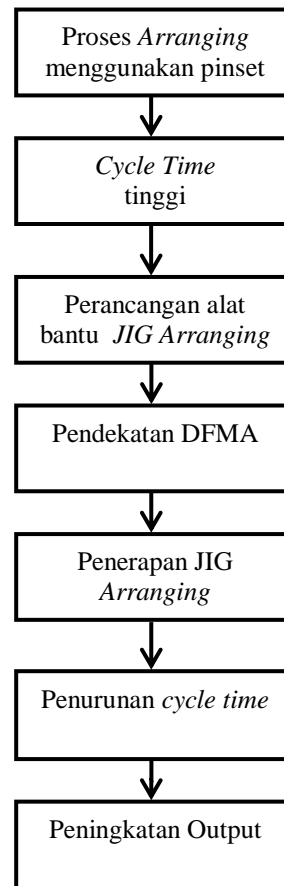 Proses Arranging
menggunakan pinset
Cycle Time
tinggi
Perancangan alat
bantu JIG Arranging
Pendekatan DFMA
Penerapan JIG
Arranging
Penurunan cycle time
Peningkatan Output